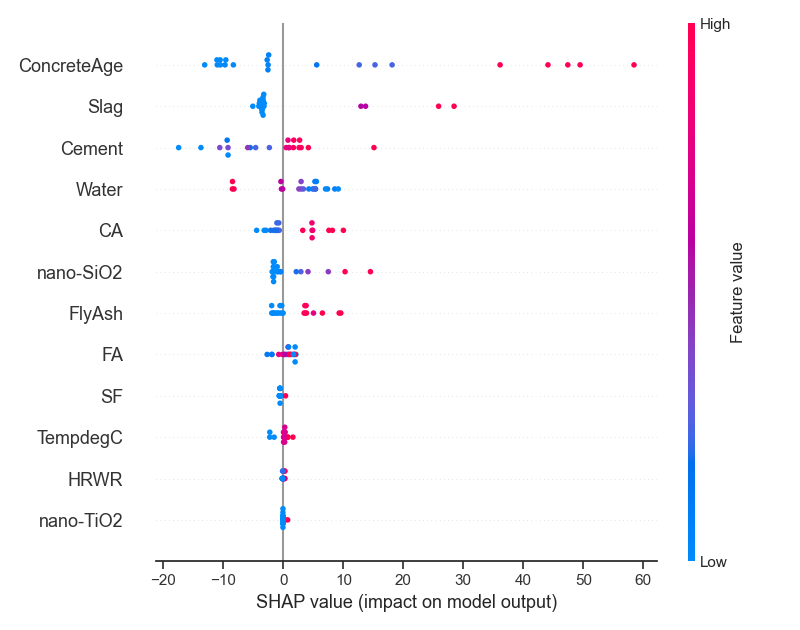 High
ConcreteAge
Slag
Cement
Water
CA
nano-SiO2
FlyAsh
FA
SF
TempdegC
HRWR
nano-TiO2
Feature value
Low
−20 −10 0 10 20 30 40 50 60
SHAP value (impact on model output)